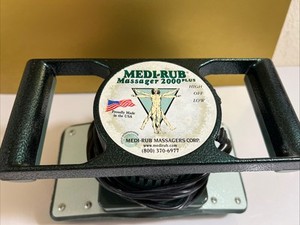 MEDI-RUB
Massager 2000 PLUS
HIGH
OFF
LOW
Proudly Made
in the USA
MEDI-RUB MASSAGERS CORP.
www.medirub.com
(800) 370-6977